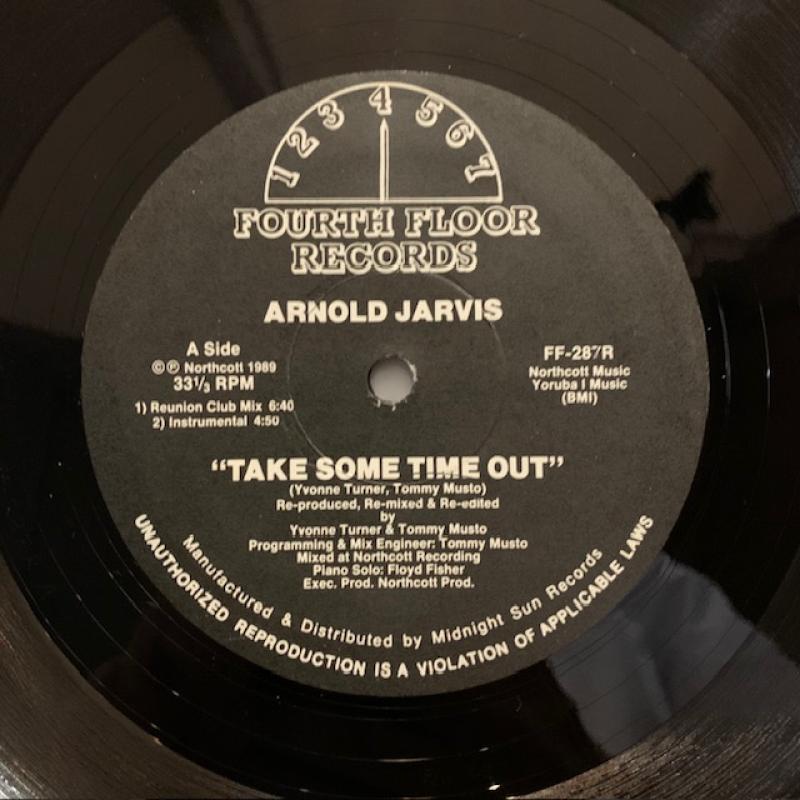 1 2 3 4 5 6 7
FOURTH FLOOR
RECORDS
ARNOLD JARVIS
A Side
©℗ Northcott 1989
33⅓ RPM
1) Reunion Club Mix 6:40
2) Instrumental 4:50
FF-287R
Northcott Music
Yoruba I Music
(BMI)
“TAKE SOME TIME OUT”
(Yvonne Turner, Tommy Musto)
Re-produced, Re-mixed & Re-edited
by
Yvonne Turner & Tommy Musto
Programming & Mix Engineer: Tommy Musto
Mixed at Northcott Recording
Piano Solo: Floyd Fisher
Exec. Prod. Northcott Prod.
Manufactured & Distributed by Midnight Sun Records
UNAUTHORIZED REPRODUCTION IS A VIOLATION OF APPLICABLE LAWS